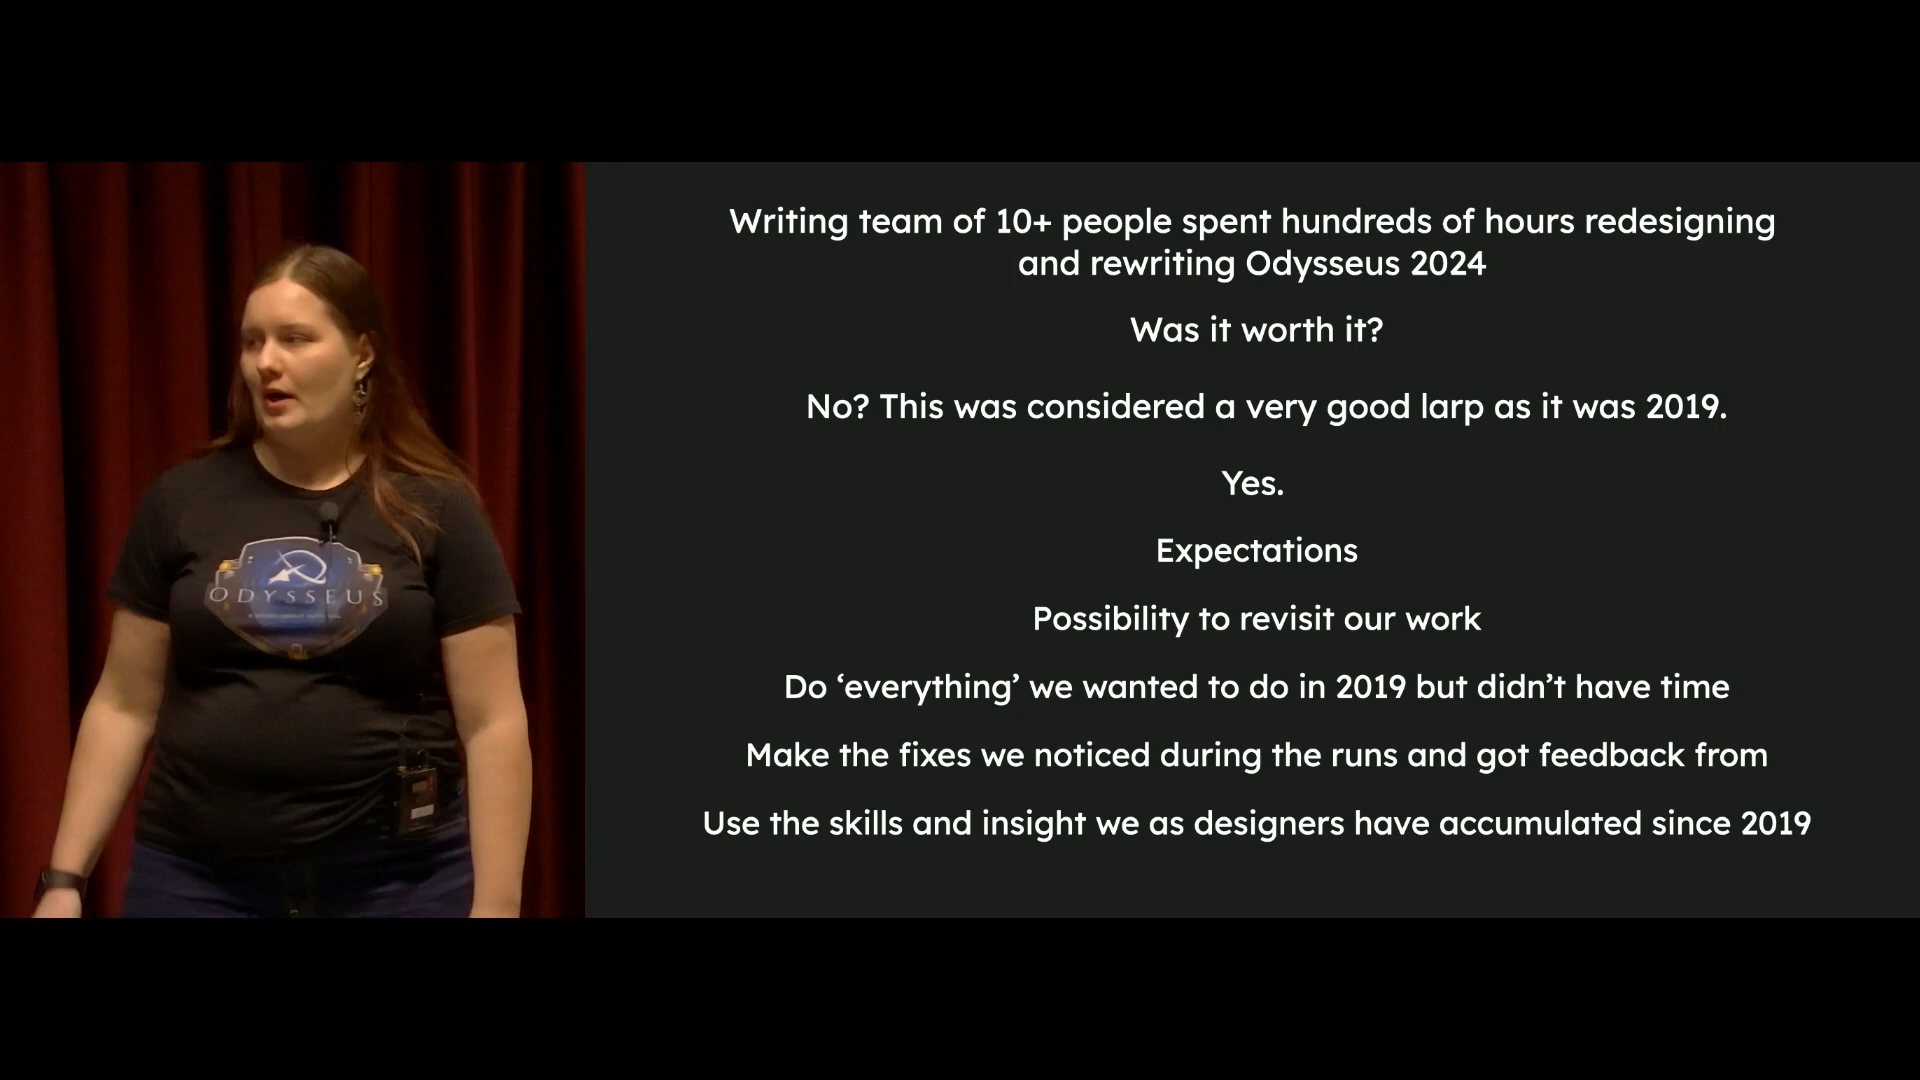 Writing team of 10+ people spent hundreds of hours redesigning
and rewriting Odysseus 2024
Was it worth it?
No? This was considered a very good larp as it was 2019.
Yes.
Expectations
Possibility to revisit our work
Do ‘everything’ we wanted to do in 2019 but didn’t have time
Make the fixes we noticed during the runs and got feedback from
Use the skills and insight we as designers have accumulated since 2019
ODYSSEUS